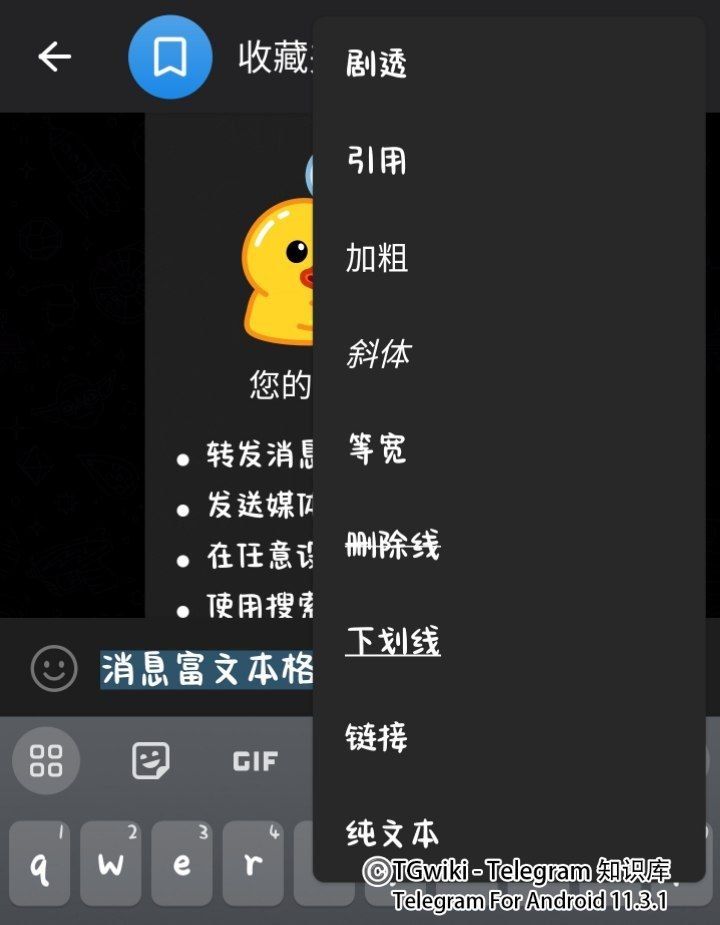 收藏
剧透
引用
加粗
斜体
等宽
删除线
下划线
链接
纯文本
您的
转发消息
发送媒体
在任意设
使用搜索
消息富文本格
GIF
1 2 3 4
q w e r
©TGwiki - Telegram 知识库
Telegram For Android 11.3.1